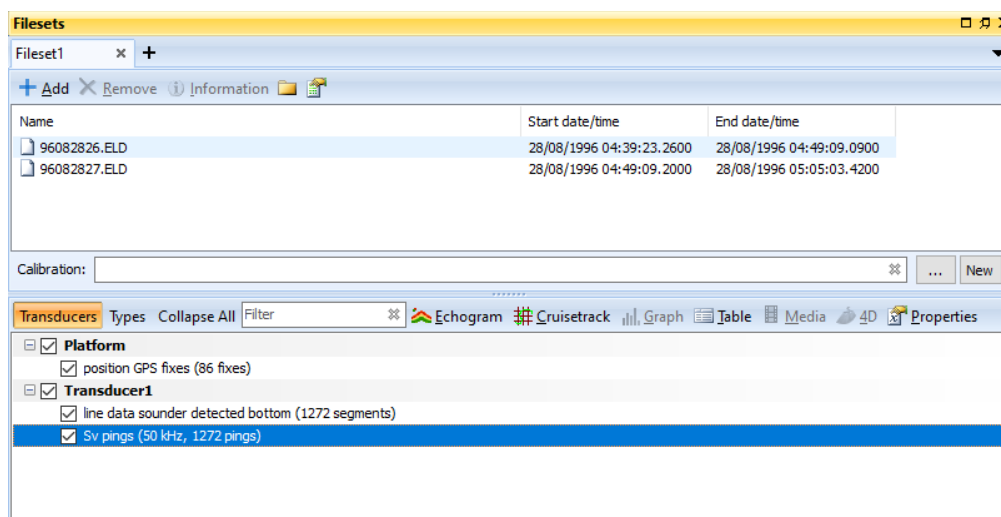 Filesets
Fileset1
Add Remove Information
Name Start date/time End date/time
96082826.ELD 28/08/1996 04:39:23.2600 28/08/1996 04:49:09.0900
96082827.ELD 28/08/1996 04:49:09.2000 28/08/1996 05:05:03.4200
Calibration: ... New
Transducers Types Collapse All Filter Echogram Cruisetrack Graph Table Media 4D Properties
Platform
position GPS fixes (86 fixes)
Transducer1
line data sounder detected bottom (1272 segments)
Sv pings (50 kHz, 1272 pings)